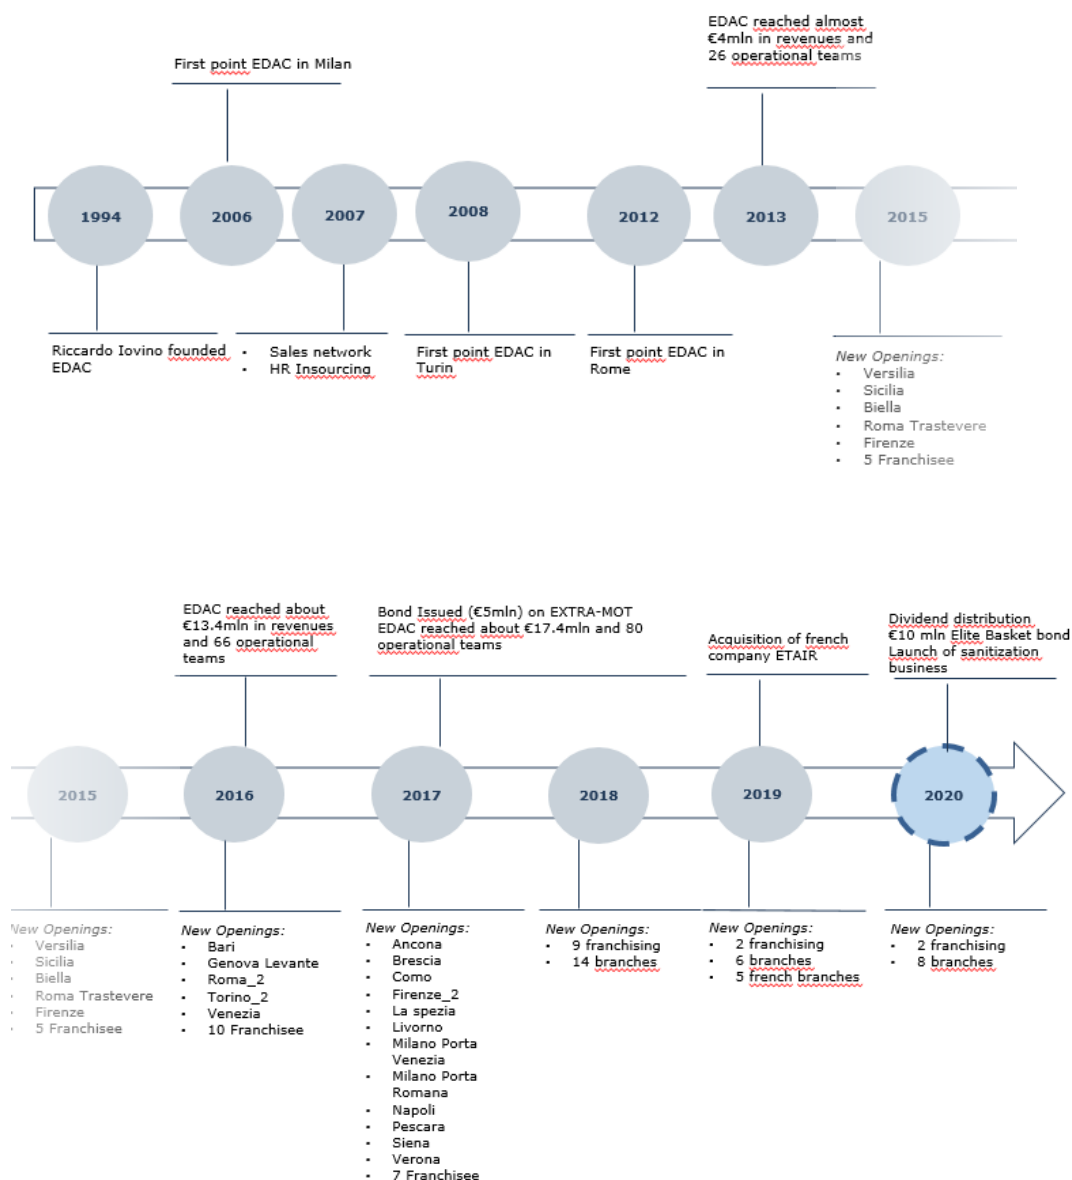 EDAC reached almost
€4mln in revenues and
26 operational teams
First point EDAC in Milan
1994
2006
2007
2008
2012
2013
2015
Riccardo Iovino founded
EDAC
▪ Sales network
▪ HR Insourcing
First point EDAC in
Turin
First point EDAC in
Rome
New Openings:
▪ Versilia
▪ Sicilia
▪ Biella
▪ Roma Trastevere
▪ Firenze
▪ 5 Franchisee
EDAC reached about
€13.4mln in revenues
and 66 operational
teams
Bond Issued (€5mln) on EXTRA-MOT
EDAC reached about €17.4mln and 80
operational teams
Acquisition of french
company ETAIR
Dividend distribution
€10 mln Elite Basket bond
Launch of sanitization
business
2015
2016
2017
2018
2019
2020
New Openings:
▪ Versilia
▪ Sicilia
▪ Biella
▪ Roma Trastevere
▪ Firenze
▪ 5 Franchisee
New Openings:
▪ Bari
▪ Genova Levante
▪ Roma_2
▪ Torino_2
▪ Venezia
▪ 10 Franchisee
New Openings:
▪ Ancona
▪ Brescia
▪ Como
▪ Firenze_2
▪ La spezia
▪ Livorno
▪ Milano Porta
Venezia
▪ Milano Porta
Romana
▪ Napoli
▪ Pescara
▪ Siena
▪ Verona
▪ 7 Franchisee
New Openings:
▪ 9 franchising
▪ 14 branches
New Openings:
▪ 2 franchising
▪ 6 branches
▪ 5 french branches
New Openings:
▪ 2 franchising
▪ 8 branches